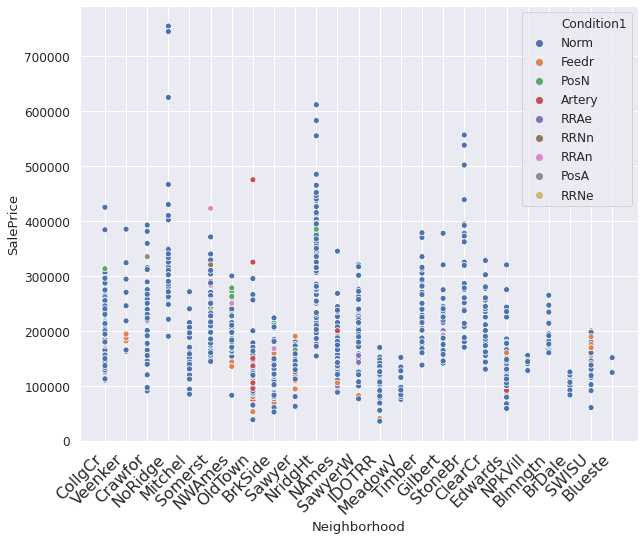 Condition1
Norm
Feedr
PosN
Artery
RRAe
RRNn
RRAn
PosA
RRNe
SalePrice
700000
600000
500000
400000
300000
200000
100000
0
CollgCr
Veenker
Crawfor
NoRidge
Mitchel
Somerst
NWAmes
OldTown
BrkSide
Sawyer
NridgHt
NAmes
SawyerW
IDOTRR
MeadowV
Timber
Gilbert
StoneBr
ClearCr
Edwards
NPkVill
Blmngtn
BrDale
SWISU
Blueste
Neighborhood